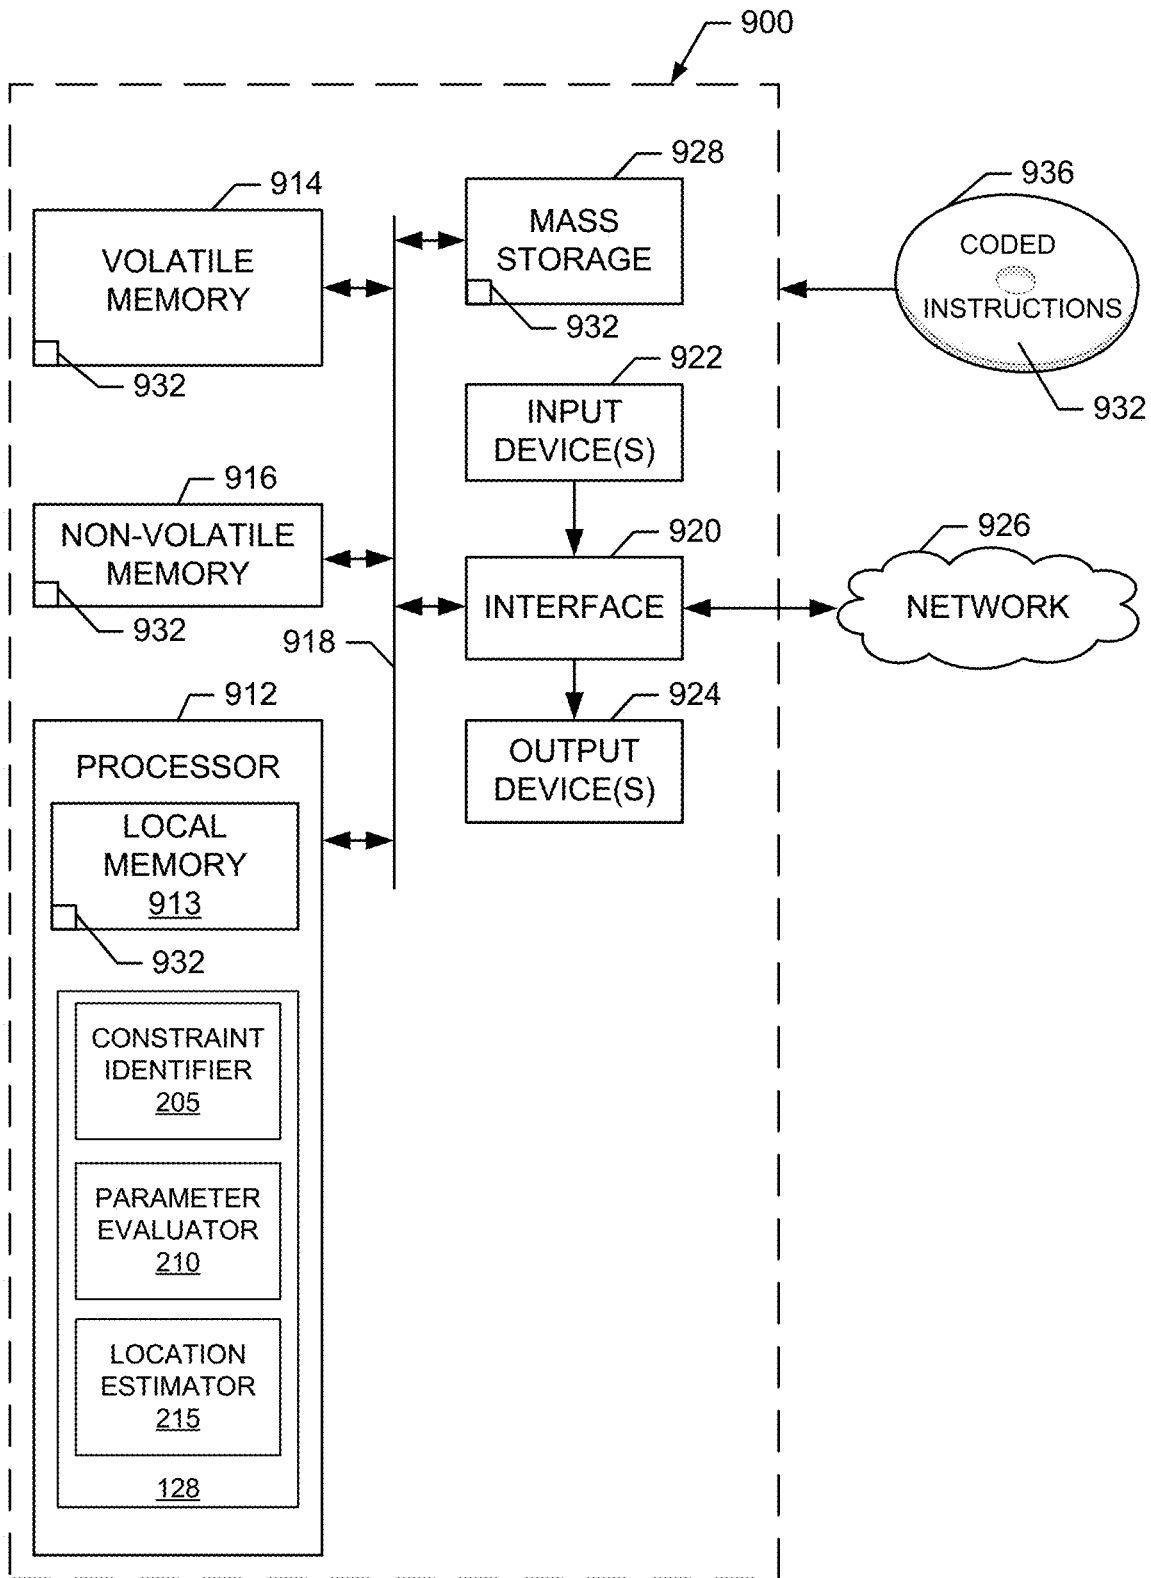 900
914
VOLATILE
MEMORY
932
928
MASS
STORAGE
932
936
CODED
INSTRUCTIONS
932
922
INPUT
DEVICE(S)
916
NON-VOLATILE
MEMORY
932
918
920
INTERFACE
926
NETWORK
924
OUTPUT
DEVICE(S)
912
PROCESSOR
LOCAL
MEMORY
913
932
CONSTRAINT
IDENTIFIER
205
PARAMETER
EVALUATOR
210
LOCATION
ESTIMATOR
215
128